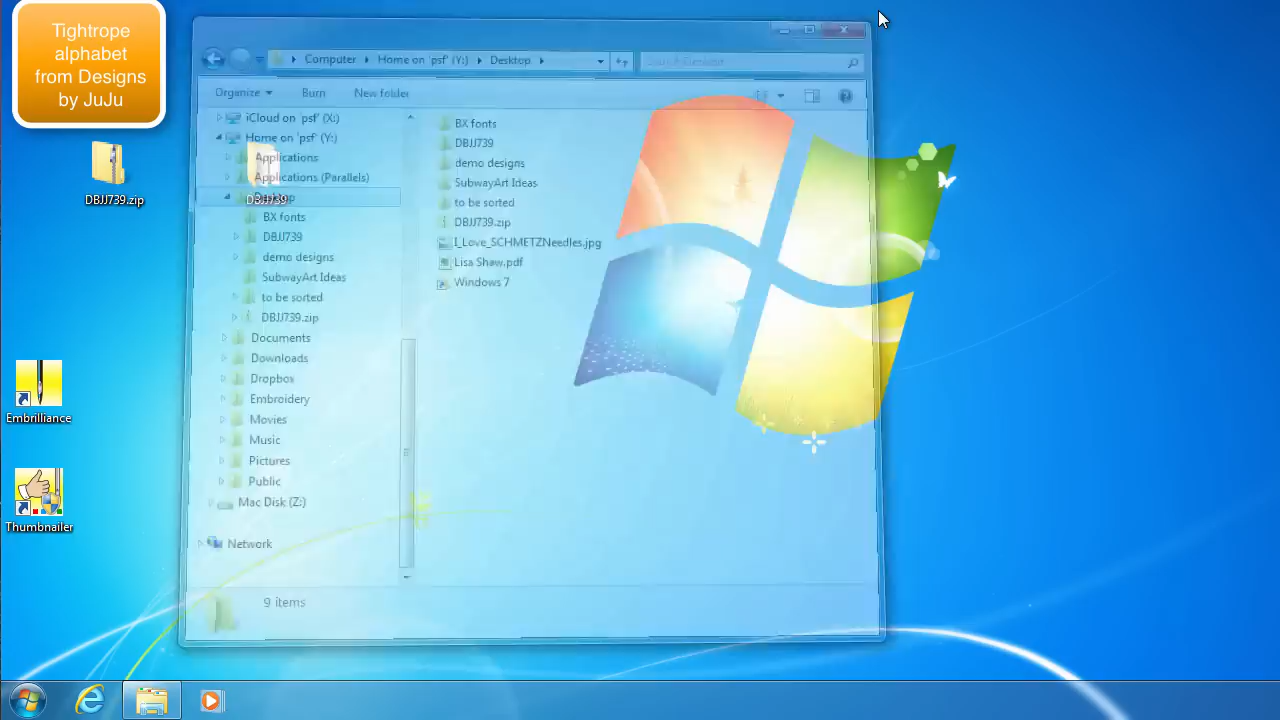 Tightrope
alphabet
from Designs
by JuJu
DBJJ739.zip
DBJJ739
Embrilliance
Thumbnailer
Computer Home on 'psf' (Y:) Desktop
Search Desktop
Organize Burn New folder
iCloud on 'psf' (X:)
Home on 'psf' (Y:)
Applications
Applications (Parallels)
Desktop
BX fonts
DBJJ739
demo designs
SubwayArt Ideas
to be sorted
DBJJ739.zip
Documents
Downloads
Dropbox
Embroidery
Movies
Music
Pictures
Public
Mac Disk (Z:)
Network
BX fonts
DBJJ739
demo designs
SubwayArt Ideas
to be sorted
DBJJ739.zip
I_Love_SCHMETZNeedles.jpg
Lisa Shaw.pdf
Windows 7
9 items